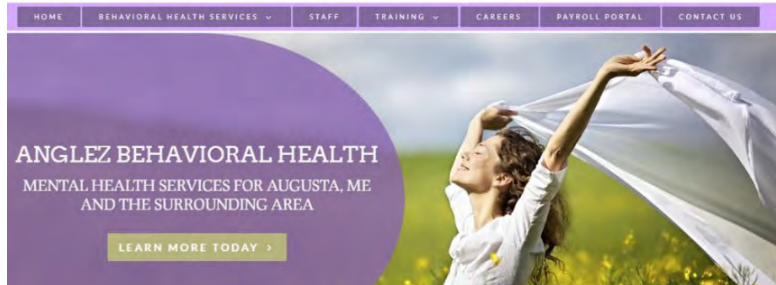 HOME BEHAVIORAL HEALTH SERVICES STAFF TRAINING CAREERS PAYROLL PORTAL CONTACT US
ANGLEZ BEHAVIORAL HEALTH
MENTAL HEALTH SERVICES FOR AUGUSTA, ME
AND THE SURROUNDING AREA
LEARN MORE TODAY >